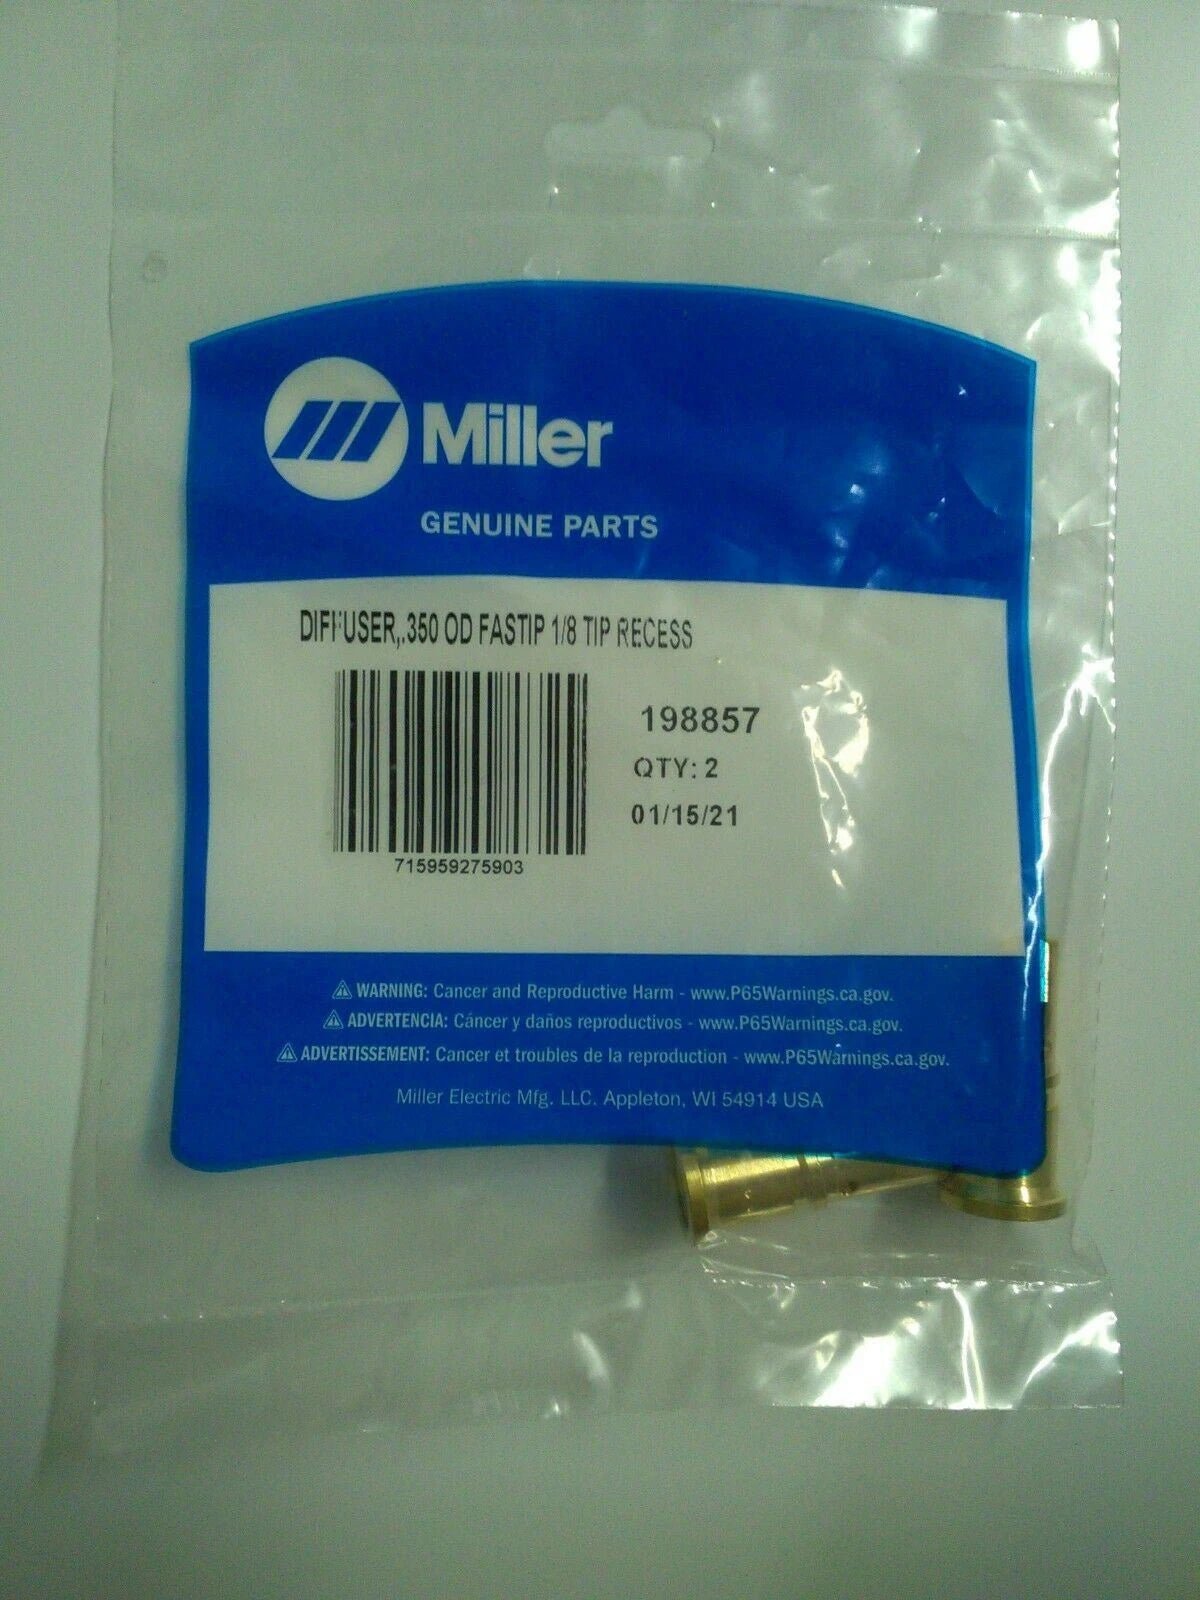 Miller
GENUINE PARTS
DIFFUSER,.350 OD FASTIP 1/8 TIP RECESS
198857
QTY: 2
01/15/21
715959275903
WARNING: Cancer and Reproductive Harm - www.P65Warnings.ca.gov.
ADVERTENCIA: Cáncer y daños reproductivos - www.P65Warnings.ca.gov.
ADVERTISSEMENT: Cancer et troubles de la reproduction - www.P65Warnings.ca.gov.
Miller Electric Mfg. LLC. Appleton, WI 54914 USA